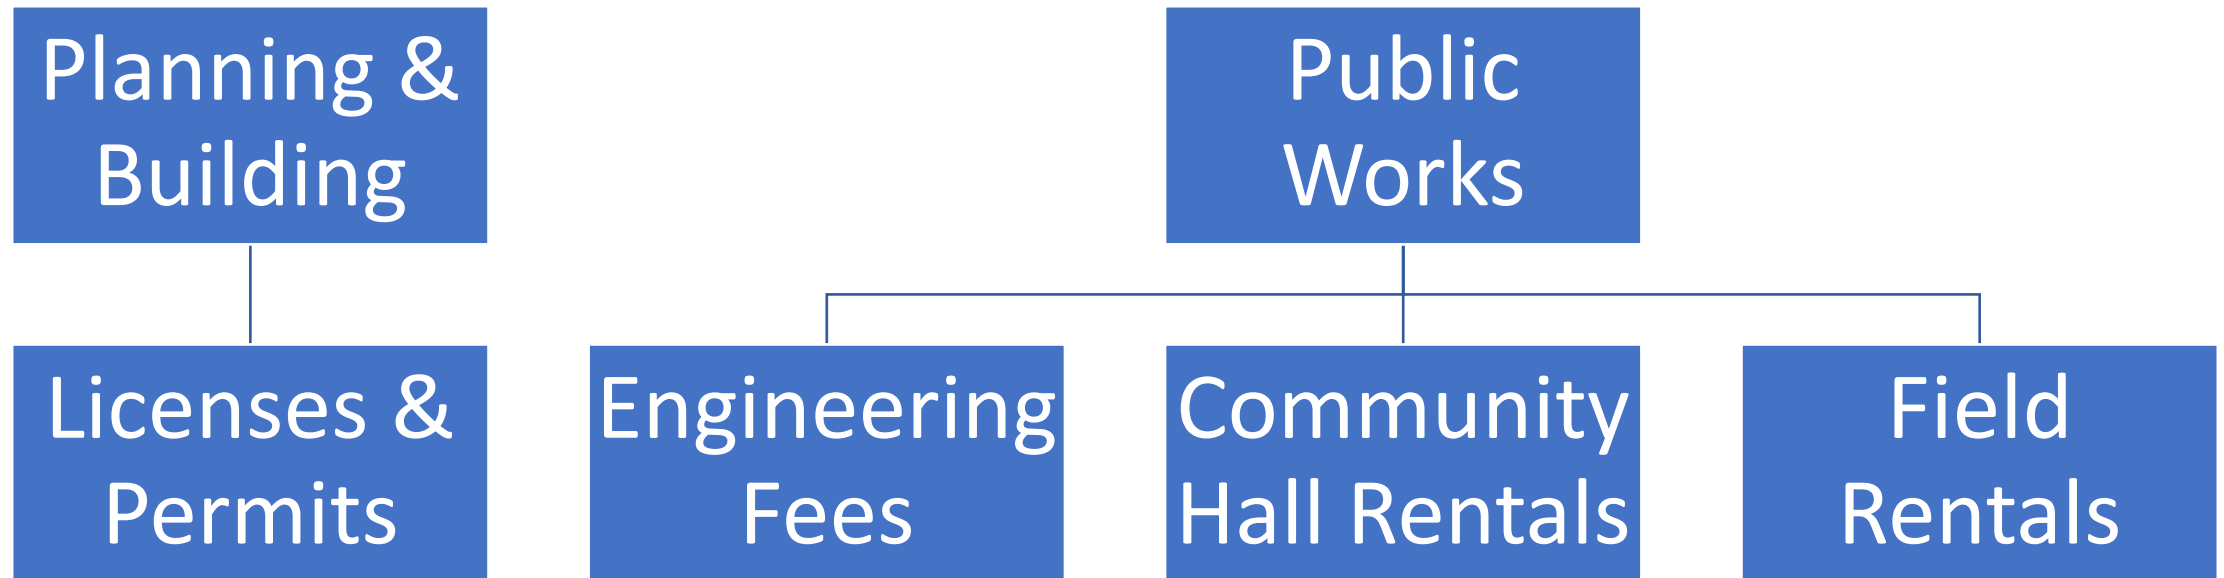 Planning &
Building
Public
Works
Licenses &
Permits
Engineering
Fees
Community
Hall Rentals
Field
Rentals